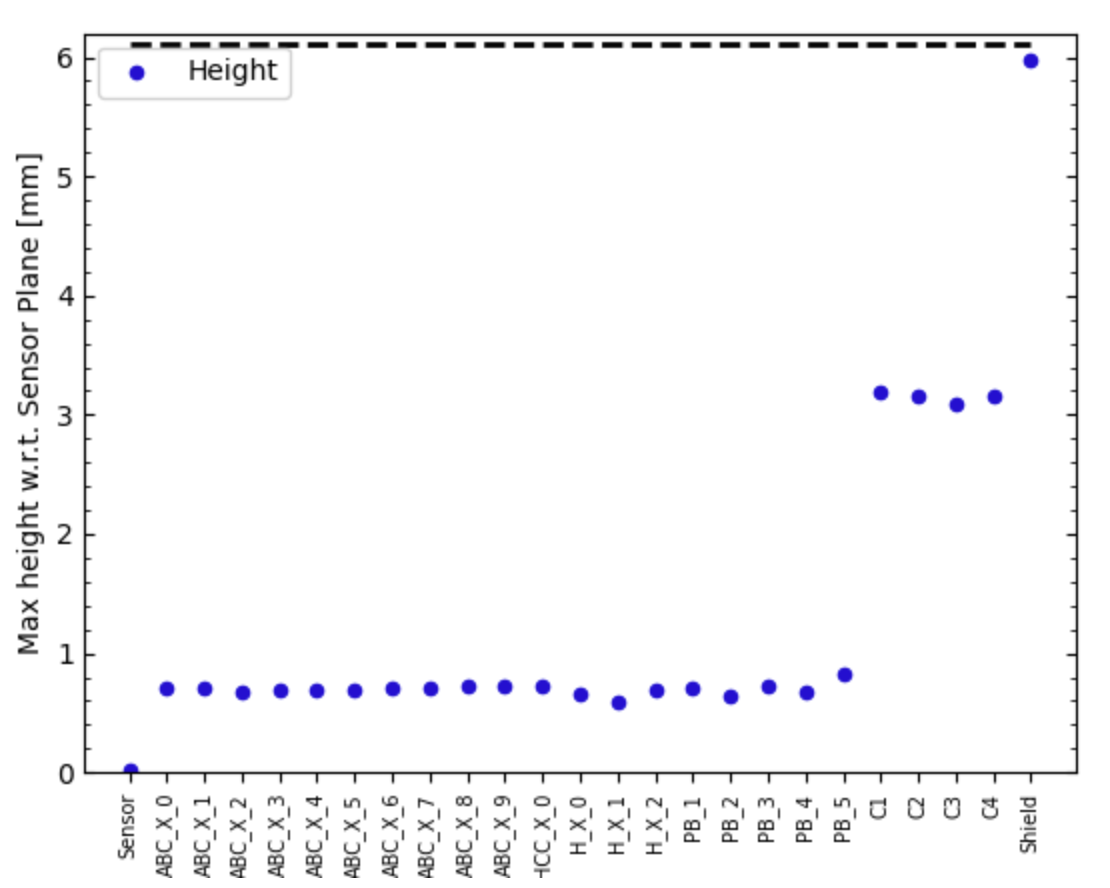 Height
Max height w.r.t. Sensor Plane [mm]
6
5
4
3
2
1
0
Sensor
ABC_X_0
ABC_X_1
ABC_X_2
ABC_X_3
ABC_X_4
ABC_X_5
ABC_X_6
ABC_X_7
ABC_X_8
ABC_X_9
HCC_X_0
H_X_0
H_X_1
H_X_2
PB_1
PB_2
PB_3
PB_4
PB_5
C1
C2
C3
C4
Shield